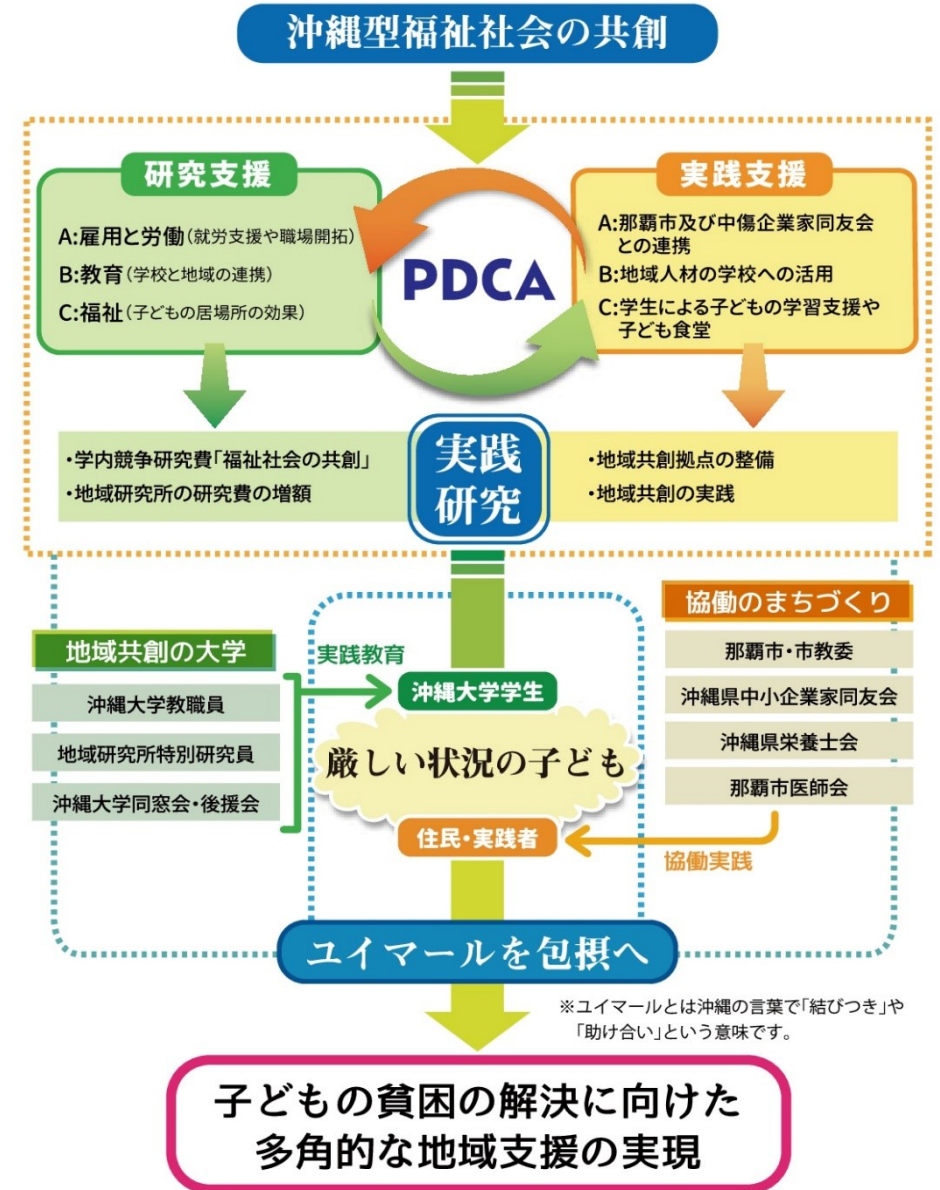 沖縄型福祉社会の共創
研究支援
A:雇用と労働(就労支援や職場開拓)
B:教育(学校と地域の連携)
C:福祉(子どもの居場所の効果)
PDCA
実践支援
A:那覇市及び中傷企業家同友会
との連携
B:地域人材の学校への活用
C:学生による子どもの学習支援や
子ども食堂
・学内競争研究費「福祉社会の共創」
・地域研究所の研究費の増額
実践
研究
・地域共創拠点の整備
・地域共創の実践
地域共創の大学
沖縄大学教職員
地域研究所特別研究員
沖縄大学同窓会・後援会
実践教育
沖縄大学学生
厳しい状況の子ども
住民・実践者
協働のまちづくり
那覇市・市教委
沖縄県中小企業家同友会
沖縄県栄養士会
那覇市医師会
協働実践
ユイマールを包摂へ
※ユイマールとは沖縄の言葉で「結びつき」や
「助け合い」という意味です。
子どもの貧困の解決に向けた
多角的な地域支援の実現